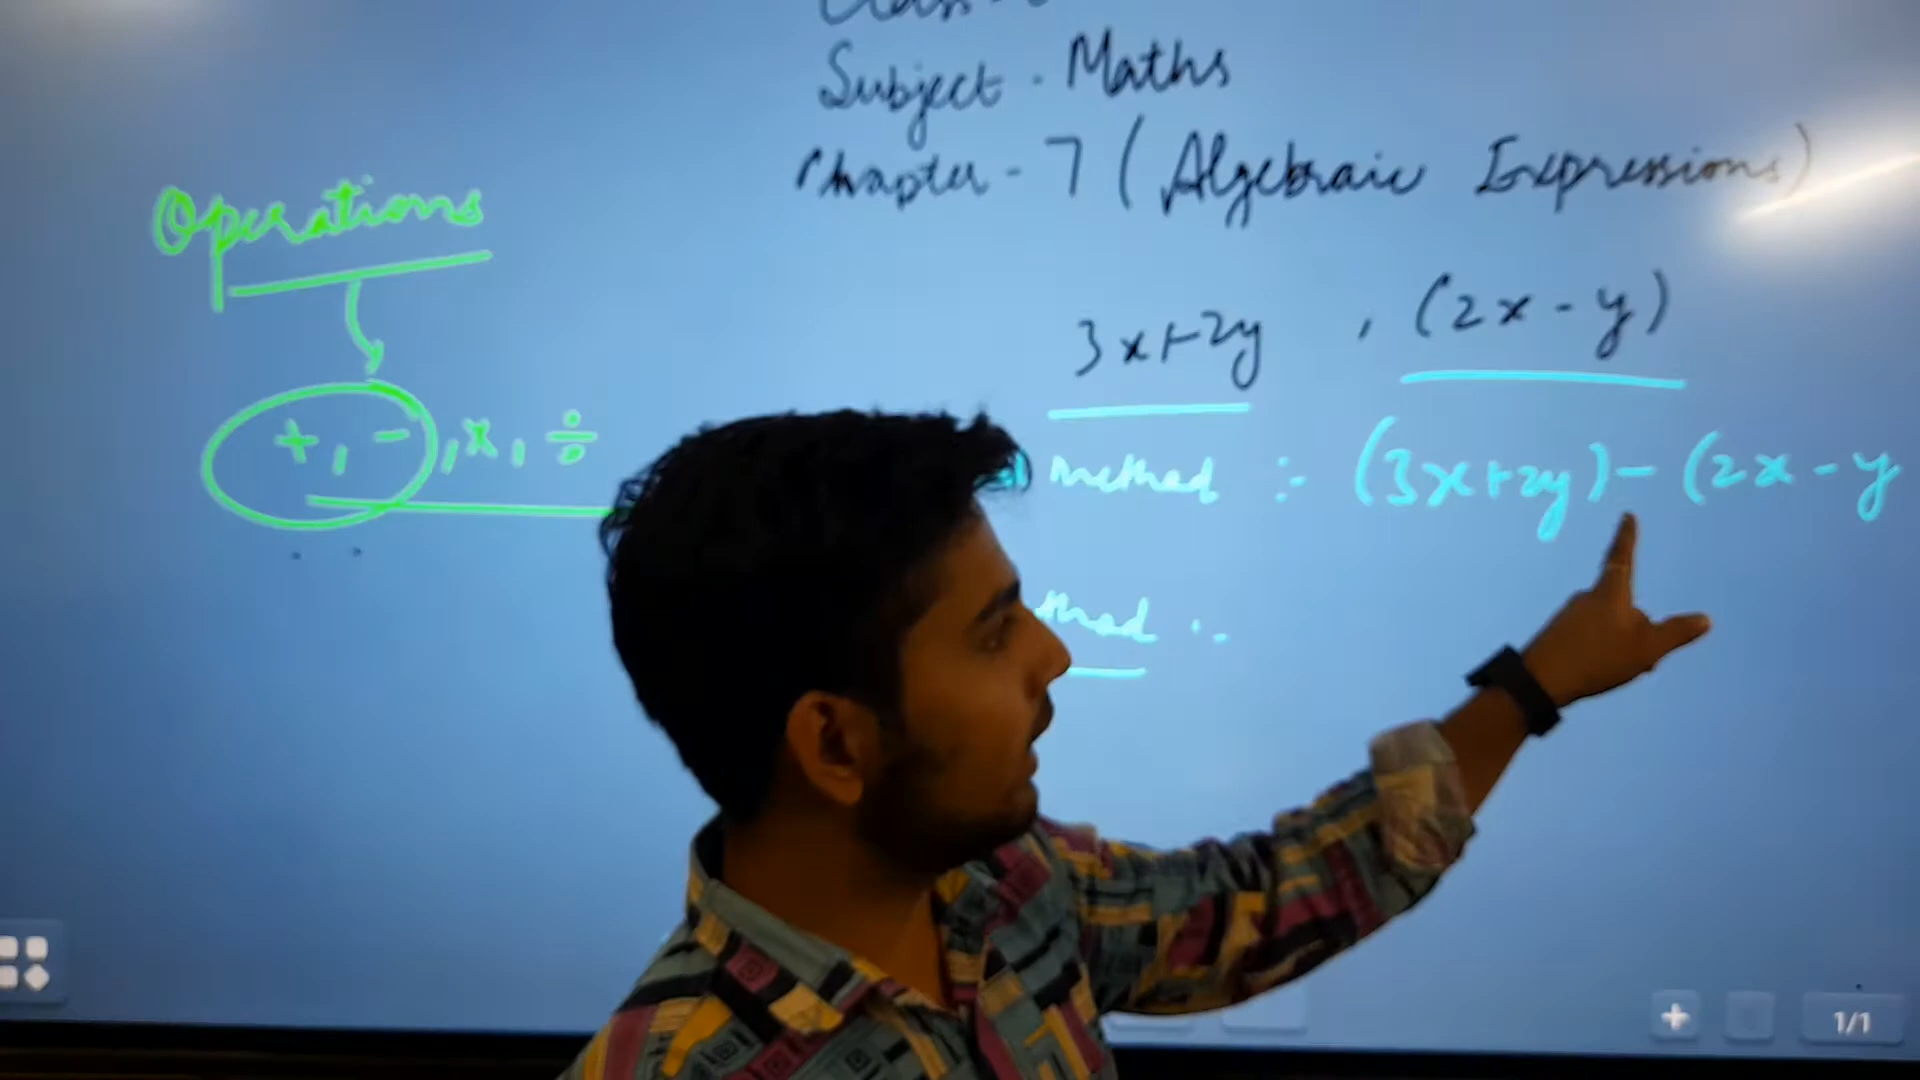 Subject - Maths
Chapter - 7 ( Algebraic Expressions )
Operations
3x+2y , (2x - y)
+, - , x, ÷
method :- (3x+2y) - (2x - y
1/1